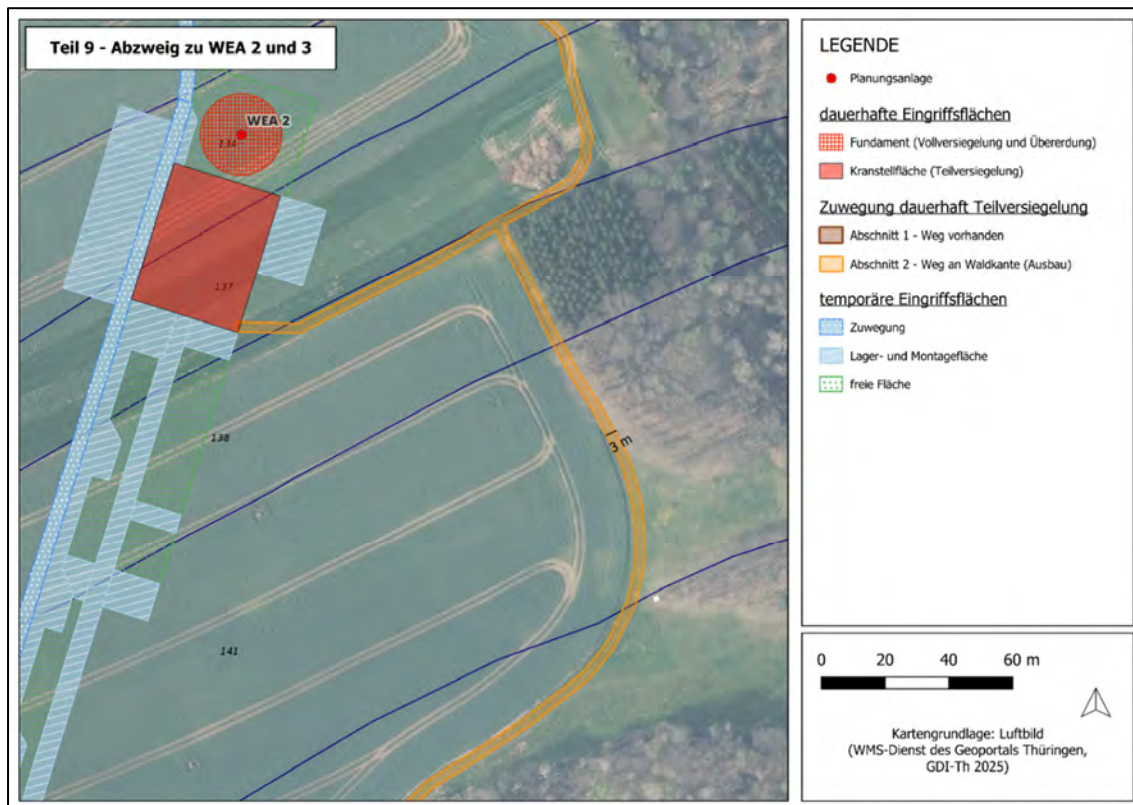 Teil 9 - Abzweig zu WEA 2 und 3
WEA 2
134
137
138
3 m
141
LEGENDE
Planungsanlage
dauerhafte Eingriffsflächen
Fundament (Vollversiegelung und Übererdung)
Kranstellfläche (Teilversiegelung)
Zuwegung dauerhaft Teilversiegelung
Abschnitt 1 - Weg vorhanden
Abschnitt 2 - Weg an Waldkante (Ausbau)
temporäre Eingriffsflächen
Zuwegung
Lager- und Montagefläche
freie Fläche
0 20 40 60 m
Kartengrundlage: Luftbild
(WMS-Dienst des Geoportals Thüringen,
GDI-Th 2025)